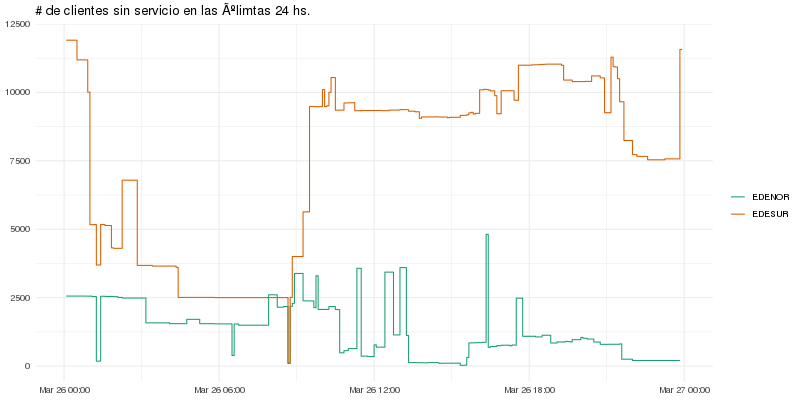 # de clientes sin servicio en las Ãºlimtas 24 hs.
12500
10000
7500
5000
2500
0
Mar 26 00:00
Mar 26 06:00
Mar 26 12:00
Mar 26 18:00
Mar 27 00:00
EDENOR
EDESUR